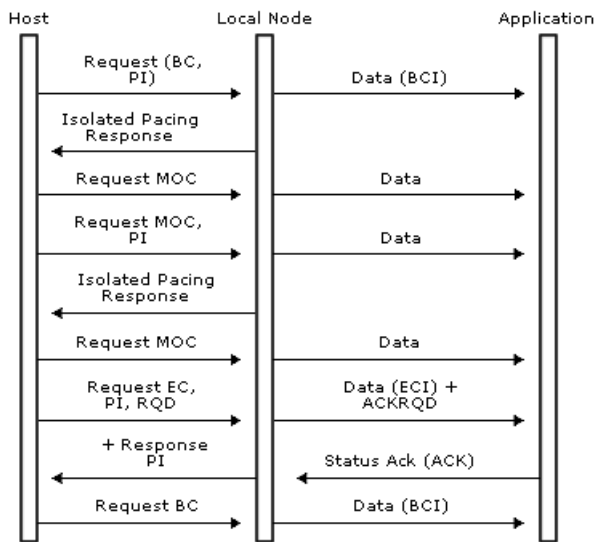 Host Local Node Application
Request (BC,
PI)
Data (BCI)
Isolated Pacing
Response
Request MOC
Data
Request MOC,
PI
Data
Isolated Pacing
Response
Request MOC
Data
Request EC,
PI, RQD
Data (ECI) +
ACKRQD
+ Response
PI
Status Ack (ACK)
Request BC
Data (BCI)